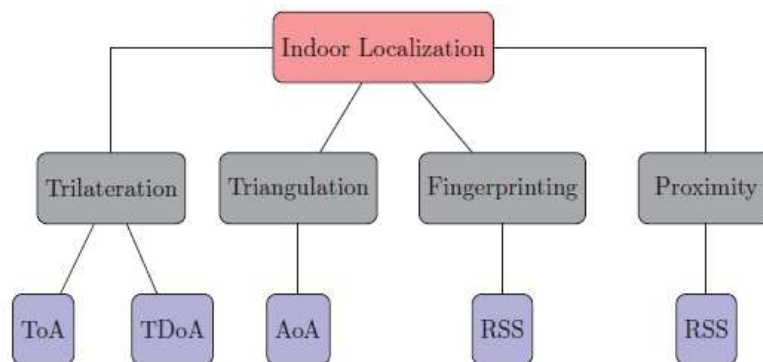 Indoor Localization
Trilateration
Triangulation
Fingerprinting
Proximity
ToA
TDoA
AoA
RSS
RSS